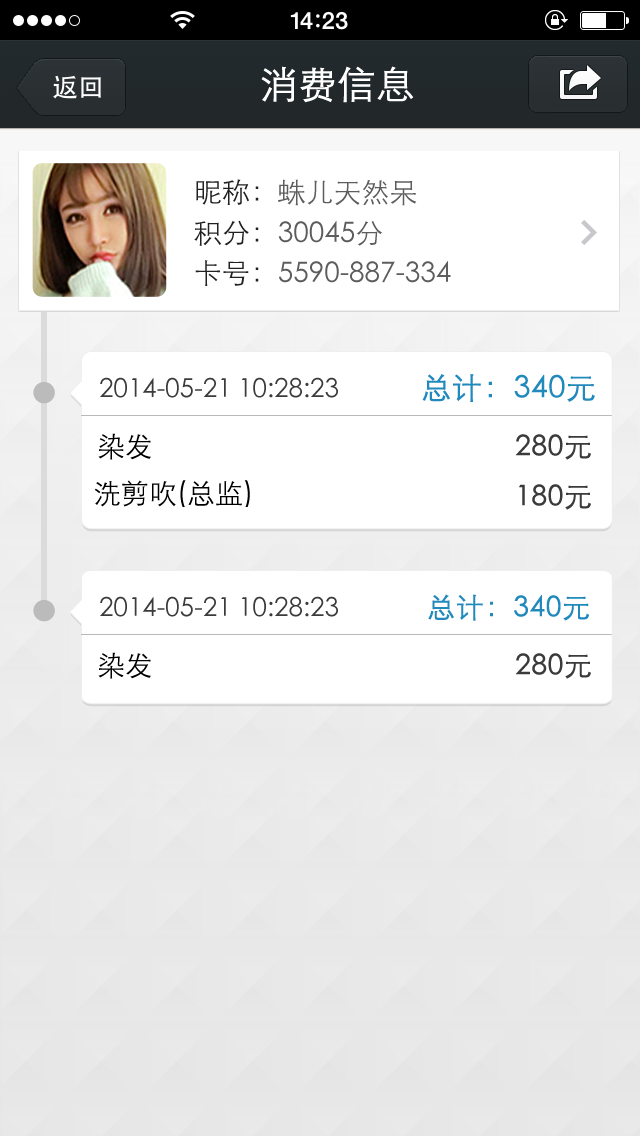 14:23
返回
消费信息
昵称：蛛儿天然呆
积分：30045分
卡号：5590-887-334
2014-05-21 10:28:23 总计：340元
染发 280元
洗剪吹(总监) 180元
2014-05-21 10:28:23 总计：340元
染发 280元